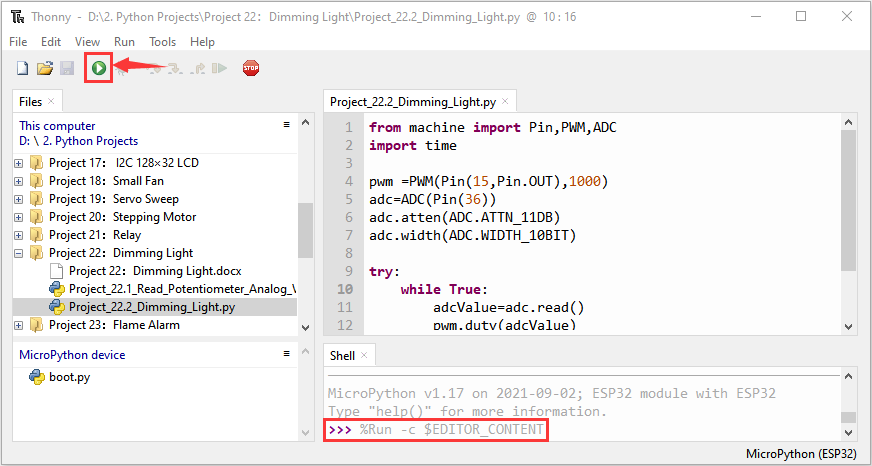 Thonny - D:\2. Python Projects\Project 22：Dimming Light\Project_22.2_Dimming_Light.py @ 10 : 16
File Edit View Run Tools Help
STOP
Files
This computer
D: \ 2. Python Projects
Project 17： I2C 128×32 LCD
Project 18：Small Fan
Project 19：Servo Sweep
Project 20：Stepping Motor
Project 21：Relay
Project 22：Dimming Light
Project 22：Dimming Light.docx
Project_22.1_Read_Potentiometer_Analog_V
Project_22.2_Dimming_Light.py
Project 23：Flame Alarm
MicroPython device
boot.py
Project_22.2_Dimming_Light.py
1 from machine import Pin,PWM,ADC
2 import time
3
4 pwm =PWM(Pin(15,Pin.OUT),1000)
5 adc=ADC(Pin(36))
6 adc.atten(ADC.ATTN_11DB)
7 adc.width(ADC.WIDTH_10BIT)
8
9 try:
10 while True:
11 adcValue=adc.read()
12 pwm.duty(adcValue)
Shell
MicroPython v1.17 on 2021-09-02; ESP32 module with ESP32
Type "help()" for more information.
>>> %Run -c $EDITOR_CONTENT
MicroPython (ESP32)